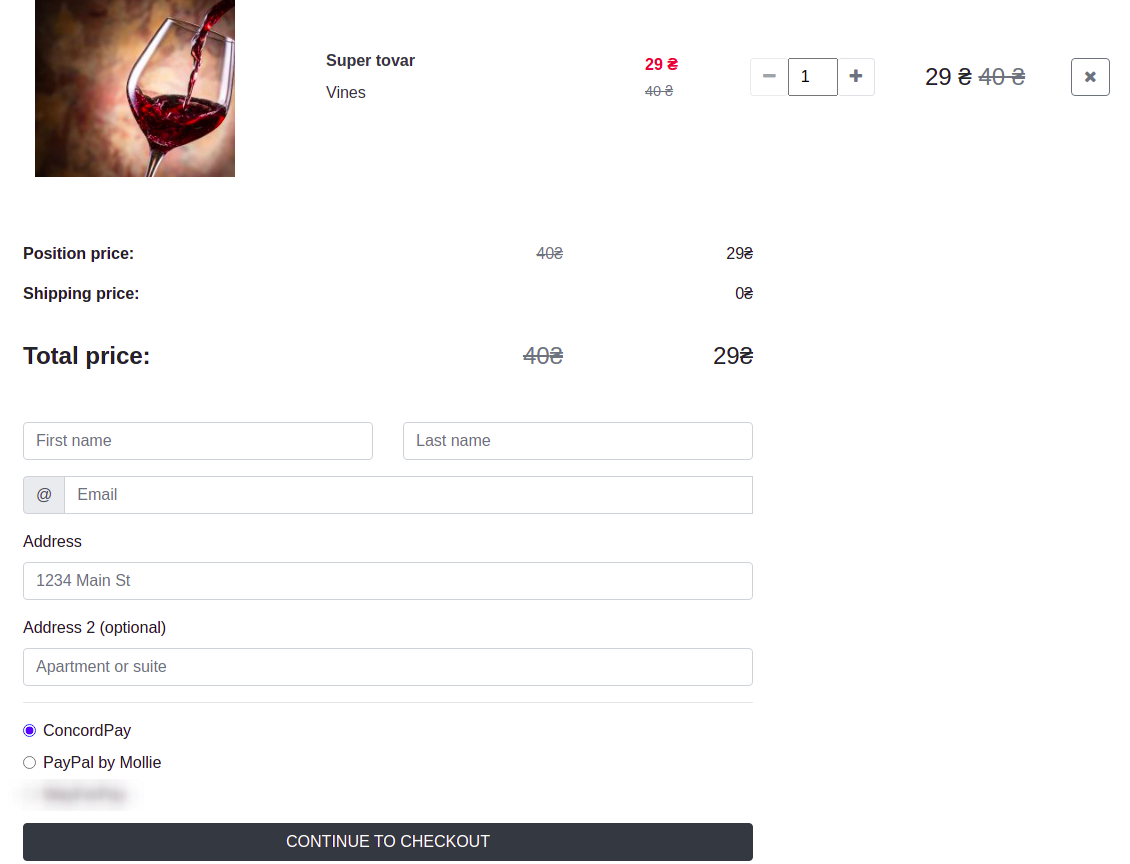 Super tovar
Vines
29 ₴
40 ₴
1
29 ₴ 40 ₴
Position price: 40₴ 29₴
Shipping price: 0₴
Total price: 40₴ 29₴
First name
Last name
@ Email
Address
1234 Main St
Address 2 (optional)
Apartment or suite
ConcordPay
PayPal by Mollie
CONTINUE TO CHECKOUT